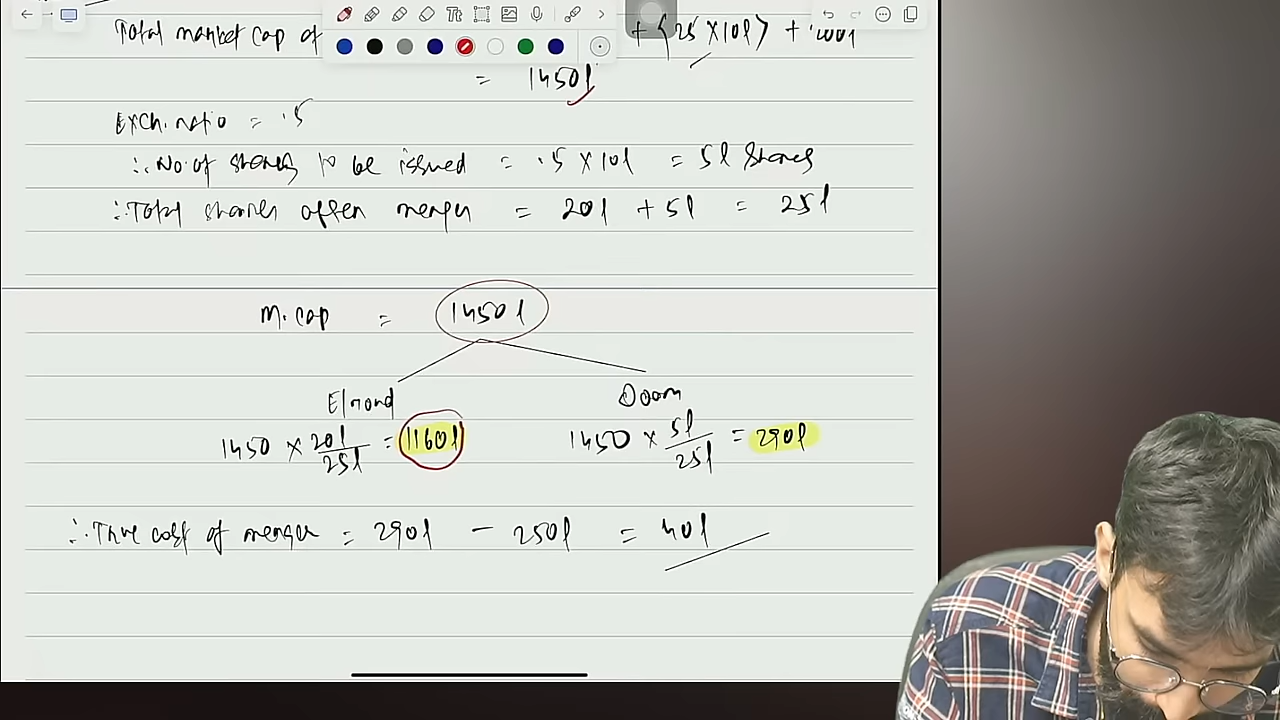 Total market cap of + {25 × 10l} + 200l
= 1450l
Exch. ratio = .5
∴ No. of shares to be issued = .5 × 10l = 5l shares
∴ Total shares after merger = 20l + 5l = 25l
M. cap = 1450l
Elrond Doom
1450 × 20l/25l = 1160l 1450 × 5l/25l = 290l
∴ True cost of merger = 290l - 250l = 40l